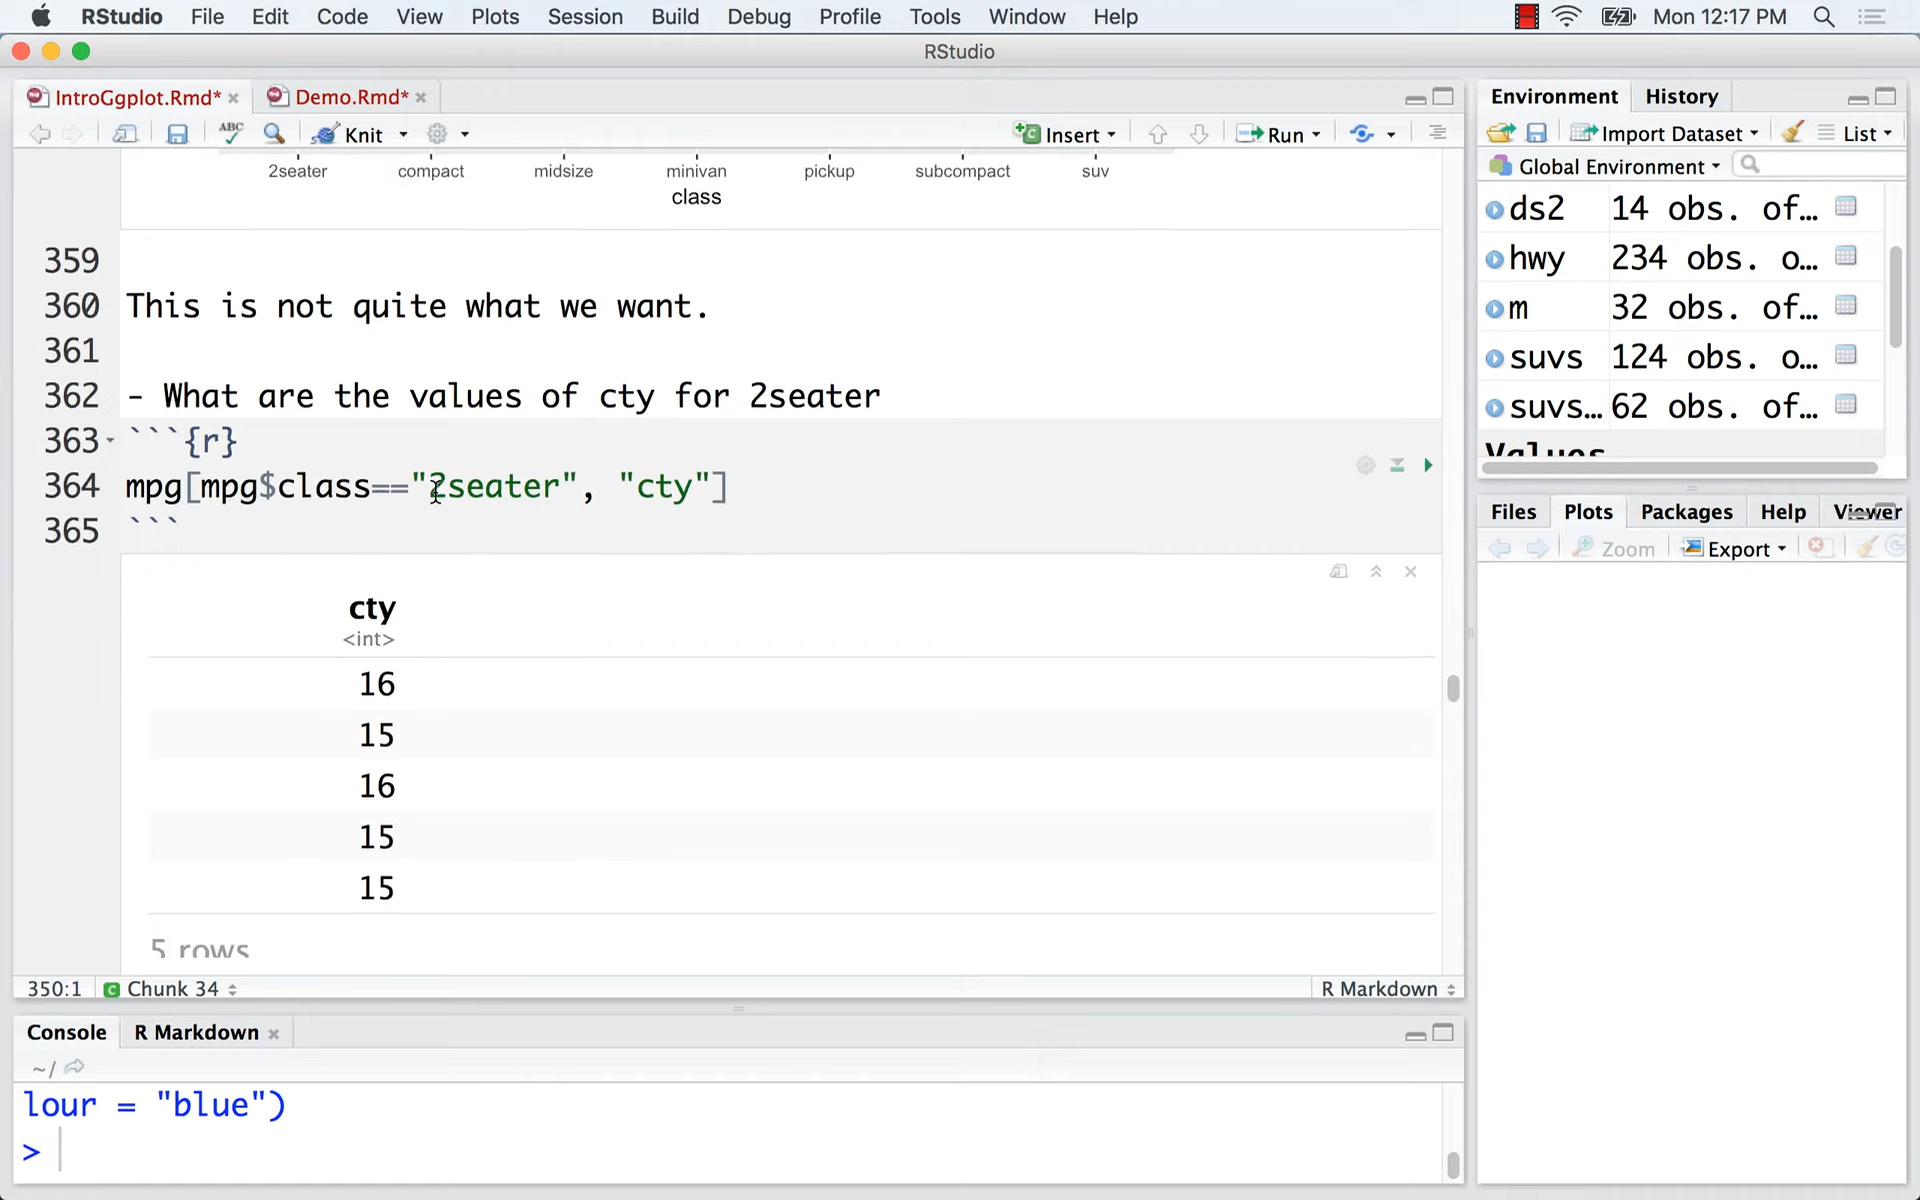 RStudio File Edit Code View Plots Session Build Debug Profile Tools Window Help Mon 12:17 PM
RStudio
IntroGgplot.Rmd* Demo.Rmd*
ABC Knit Insert Run
2seater compact midsize minivan pickup subcompact suv
class
359
360 This is not quite what we want.
361
362 - What are the values of cty for 2seater
363 ```{r}
364 mpg[mpg$class=="2seater", "cty"]
365 ```
cty
<int>
16
15
16
15
15
5 rows
350:1 Chunk 34 R Markdown
Console R Markdown
~/
lour = "blue")
>
Environment History
Import Dataset List
Global Environment
ds2 14 obs. of…
hwy 234 obs. o…
m 32 obs. of…
suvs 124 obs. o…
suvs… 62 obs. of…
Values
Files Plots Packages Help Viewer
Zoom Export